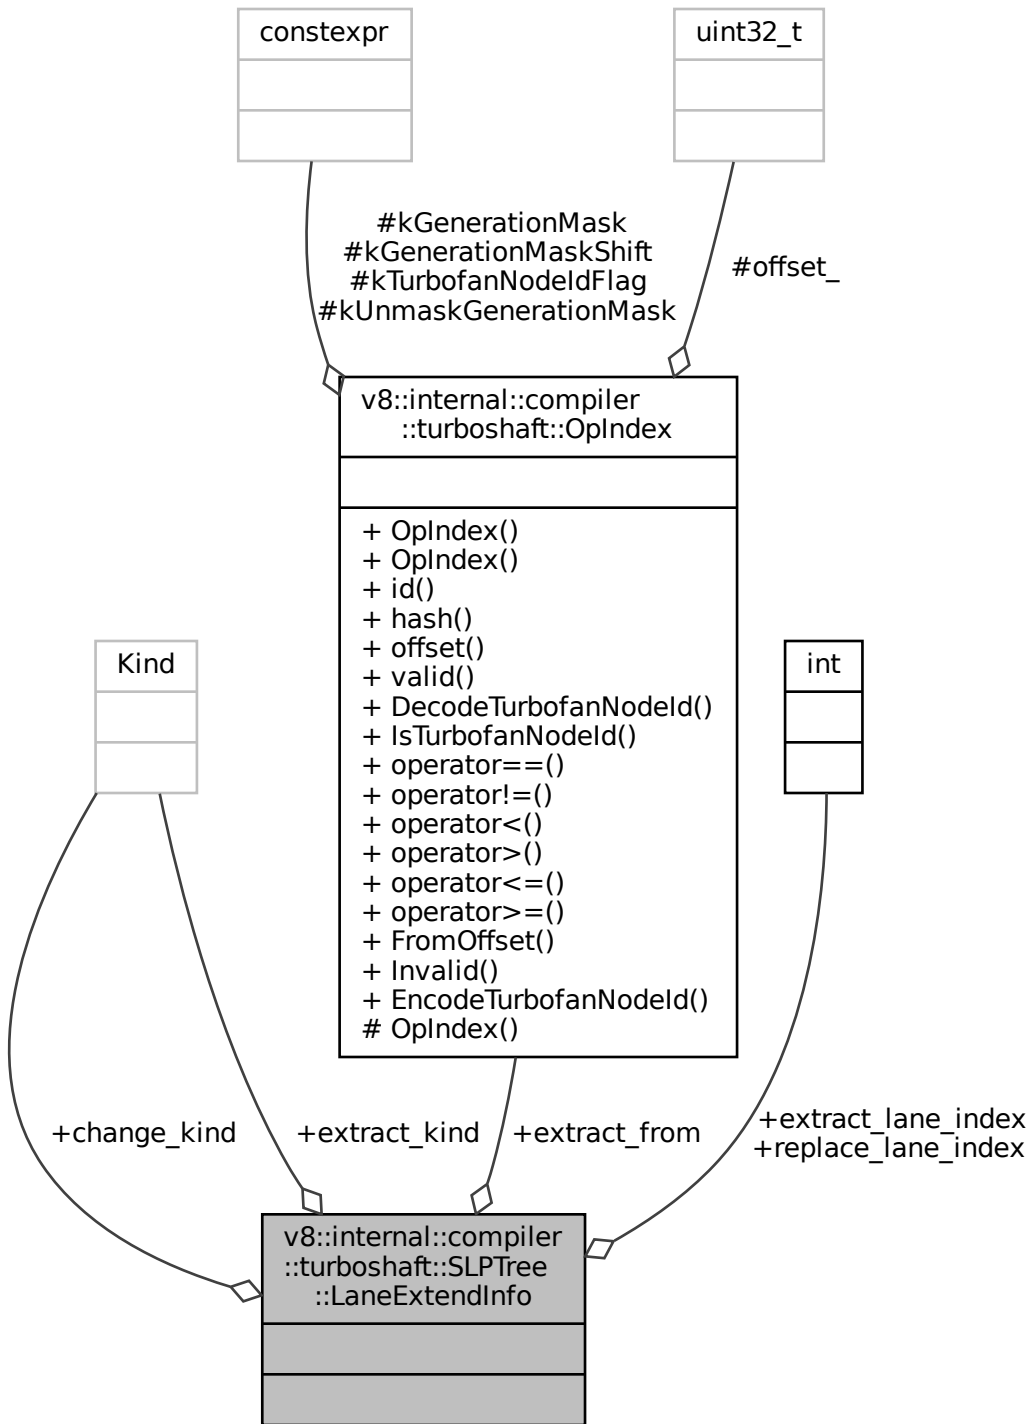 constexpr
uint32_t
#kGenerationMask
#kGenerationMaskShift
#kTurbofanNodeIdFlag
#kUnmaskGenerationMask
#offset_
v8::internal::compiler
::turboshaft::OpIndex
+ OpIndex()
+ OpIndex()
+ id()
+ hash()
+ offset()
+ valid()
+ DecodeTurbofanNodeId()
+ IsTurbofanNodeId()
+ operator==()
+ operator!=()
+ operator<()
+ operator>()
+ operator<=()
+ operator>=()
+ FromOffset()
+ Invalid()
+ EncodeTurbofanNodeId()
# OpIndex()
Kind
int
+change_kind
+extract_kind
+extract_from
+extract_lane_index
+replace_lane_index
v8::internal::compiler
::turboshaft::SLPTree
::LaneExtendInfo